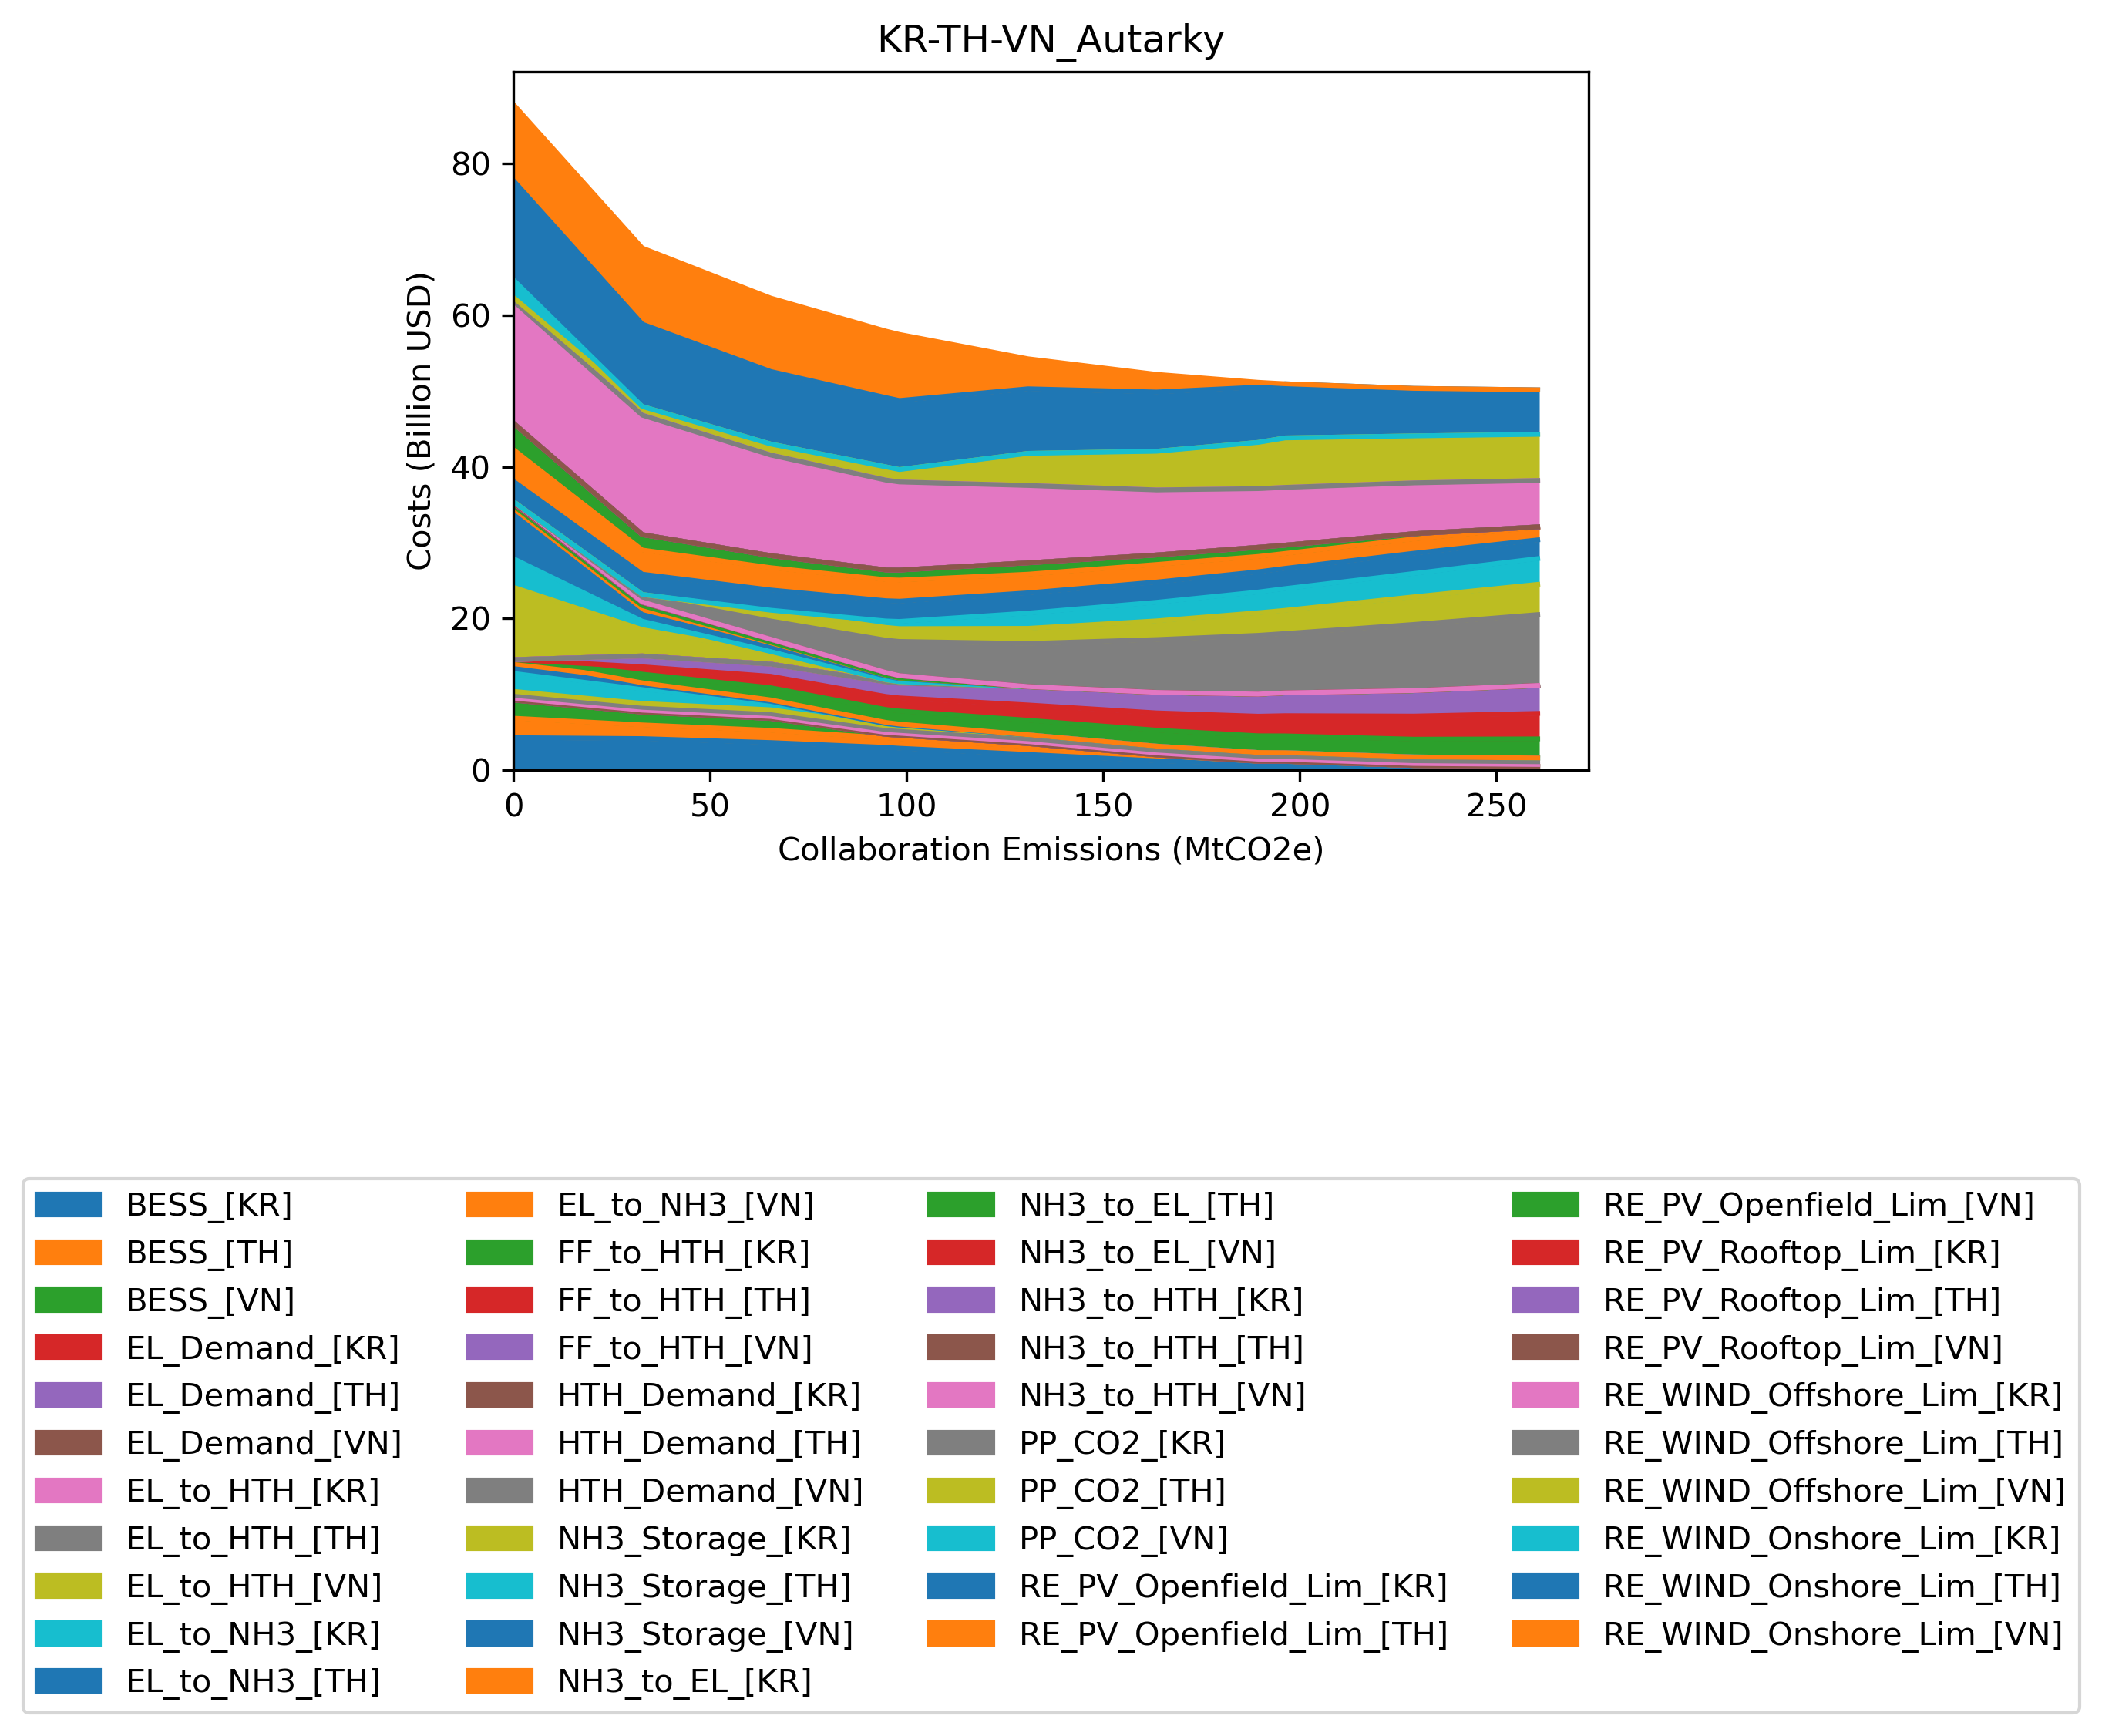 KR-TH-VN_Autarky
Costs (Billion USD)
80
60
40
20
0
0 50 100 150 200 250
Collaboration Emissions (MtCO2e)
BESS_[KR]
BESS_[TH]
BESS_[VN]
EL_Demand_[KR]
EL_Demand_[TH]
EL_Demand_[VN]
EL_to_HTH_[KR]
EL_to_HTH_[TH]
EL_to_HTH_[VN]
EL_to_NH3_[KR]
EL_to_NH3_[TH]
EL_to_NH3_[VN]
FF_to_HTH_[KR]
FF_to_HTH_[TH]
FF_to_HTH_[VN]
HTH_Demand_[KR]
HTH_Demand_[TH]
HTH_Demand_[VN]
NH3_Storage_[KR]
NH3_Storage_[TH]
NH3_Storage_[VN]
NH3_to_EL_[KR]
NH3_to_EL_[TH]
NH3_to_EL_[VN]
NH3_to_HTH_[KR]
NH3_to_HTH_[TH]
NH3_to_HTH_[VN]
PP_CO2_[KR]
PP_CO2_[TH]
PP_CO2_[VN]
RE_PV_Openfield_Lim_[KR]
RE_PV_Openfield_Lim_[TH]
RE_PV_Openfield_Lim_[VN]
RE_PV_Rooftop_Lim_[KR]
RE_PV_Rooftop_Lim_[TH]
RE_PV_Rooftop_Lim_[VN]
RE_WIND_Offshore_Lim_[KR]
RE_WIND_Offshore_Lim_[TH]
RE_WIND_Offshore_Lim_[VN]
RE_WIND_Onshore_Lim_[KR]
RE_WIND_Onshore_Lim_[TH]
RE_WIND_Onshore_Lim_[VN]